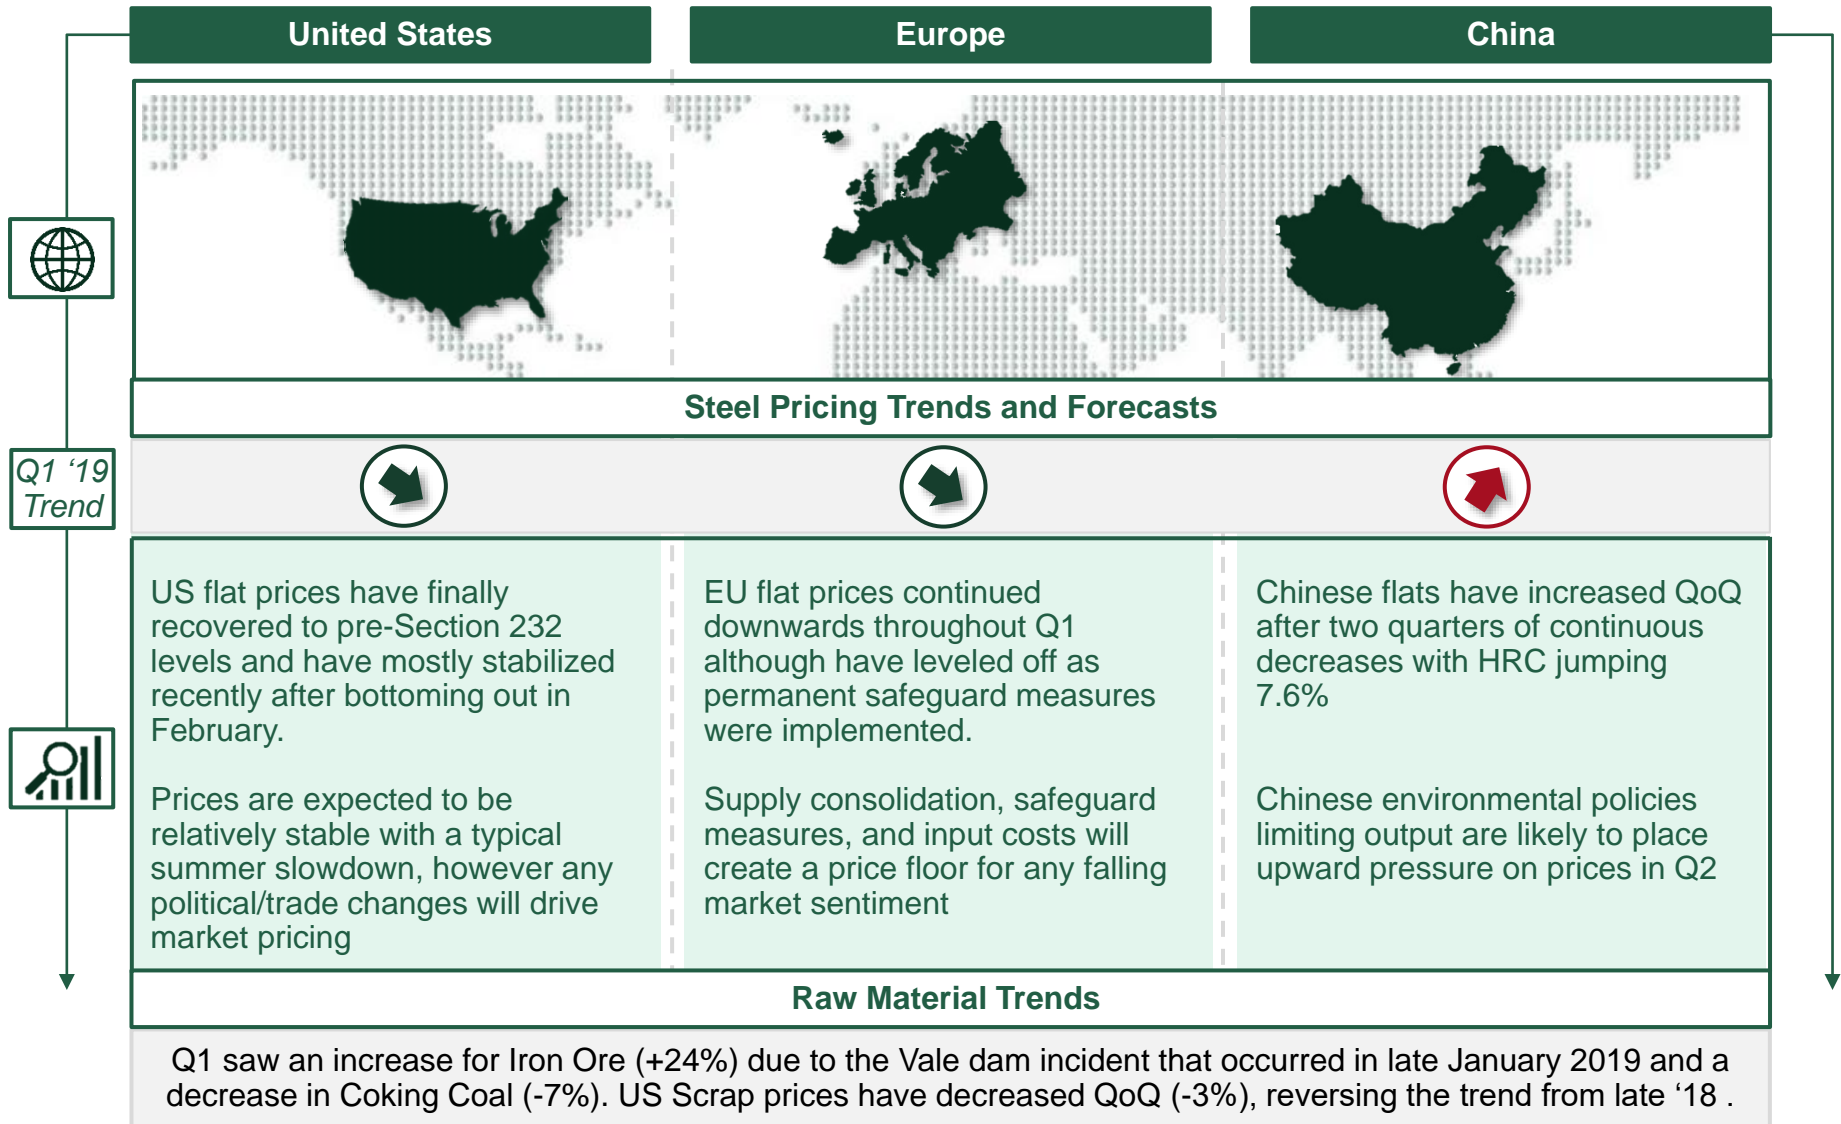 United States
Europe
China
Steel Pricing Trends and Forecasts
Q1 ‘19
Trend
US flat prices have finally
recovered to pre-Section 232
levels and have mostly stabilized
recently after bottoming out in
February.
Prices are expected to be
relatively stable with a typical
summer slowdown, however any
political/trade changes will drive
market pricing
EU flat prices continued
downwards throughout Q1
although have leveled off as
permanent safeguard measures
were implemented.
Supply consolidation, safeguard
measures, and input costs will
create a price floor for any falling
market sentiment
Chinese flats have increased QoQ
after two quarters of continuous
decreases with HRC jumping
7.6%
Chinese environmental policies
limiting output are likely to place
upward pressure on prices in Q2
Raw Material Trends
Q1 saw an increase for Iron Ore (+24%) due to the Vale dam incident that occurred in late January 2019 and a
decrease in Coking Coal (-7%). US Scrap prices have decreased QoQ (-3%), reversing the trend from late ‘18 .